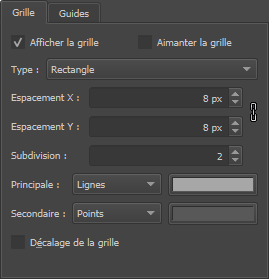 Grille Guides
Afficher la grille Aimanter la grille
Type : Rectangle
Espacement X : 8 px
Espacement Y : 8 px
Subdivision : 2
Principale : Lignes
Secondaire : Points
Décalage de la grille